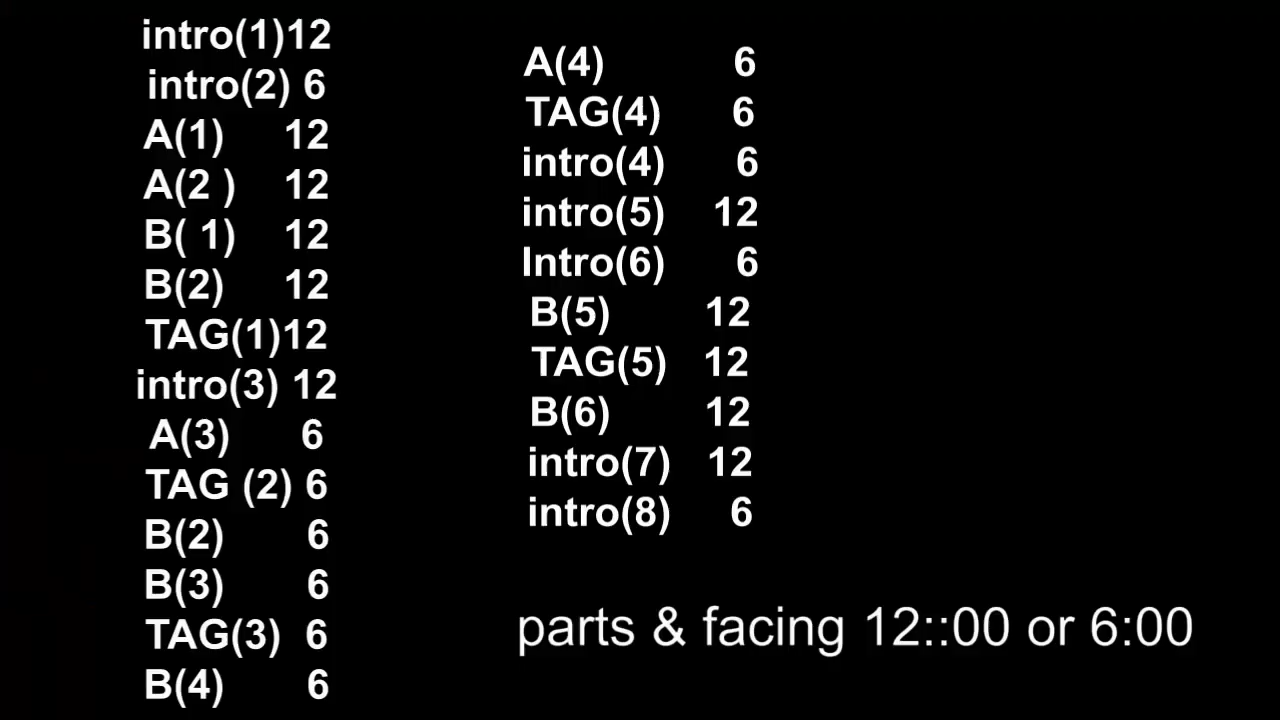 intro(1)12
intro(2) 6
A(1) 12
A(2 ) 12
B( 1) 12
B(2) 12
TAG(1)12
intro(3) 12
A(3) 6
TAG (2) 6
B(2) 6
B(3) 6
TAG(3) 6
B(4) 6
A(4) 6
TAG(4) 6
intro(4) 6
intro(5) 12
Intro(6) 6
B(5) 12
TAG(5) 12
B(6) 12
intro(7) 12
intro(8) 6
parts & facing 12::00 or 6:00